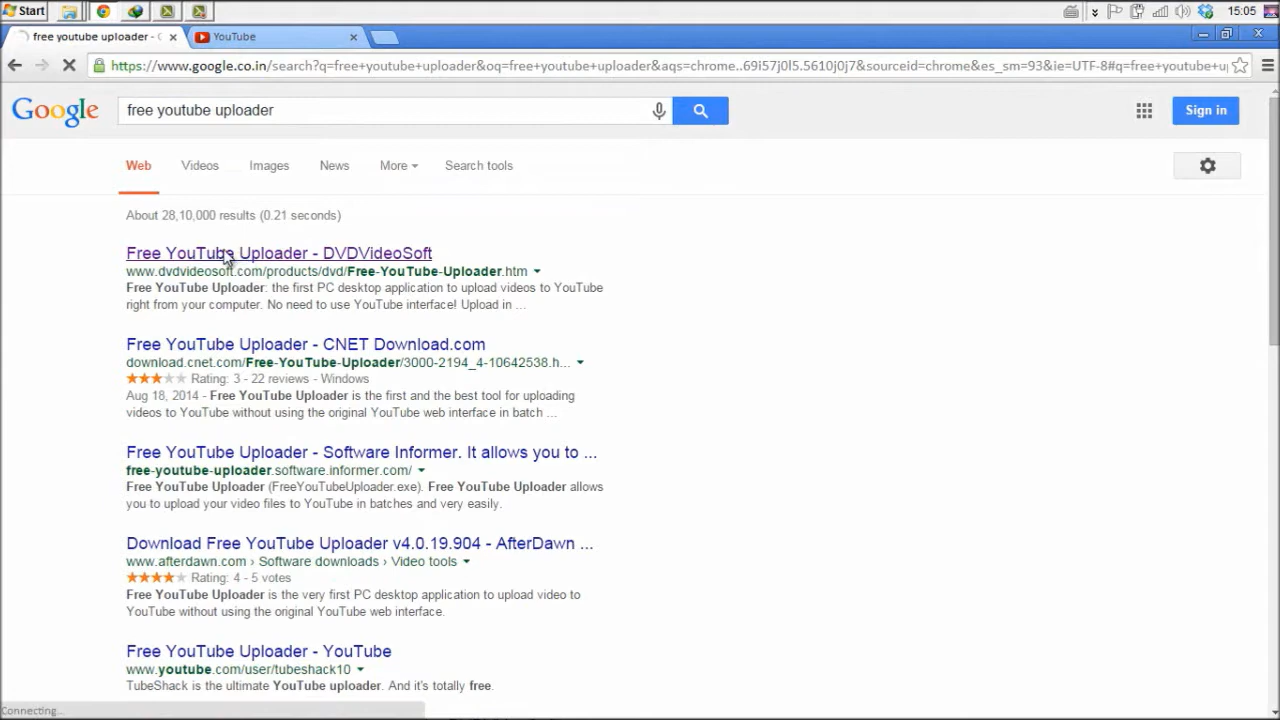 Start
15:05
free youtube uploader - G
YouTube
https://www.google.co.in/search?q=free+youtube+uploader&oq=free+youtube+uploader&aqs=chrome..69i57j0l5.5610j0j7&sourceid=chrome&es_sm=93&ie=UTF-8#q=free+youtube+u
Google
free youtube uploader
Sign in
Web Videos Images News More Search tools
About 28,10,000 results (0.21 seconds)
Free YouTube Uploader - DVDVideoSoft
www.dvdvideosoft.com/products/dvd/Free-YouTube-Uploader.htm
Free YouTube Uploader: the first PC desktop application to upload videos to YouTube
right from your computer. No need to use YouTube interface! Upload in ...
Free YouTube Uploader - CNET Download.com
download.cnet.com/Free-YouTube-Uploader/3000-2194_4-10642538.h...
Rating: 3 - 22 reviews - Windows
Aug 18, 2014 - Free YouTube Uploader is the first and the best tool for uploading
videos to YouTube without using the original YouTube web interface in batch ...
Free YouTube Uploader - Software Informer. It allows you to ...
free-youtube-uploader.software.informer.com/
Free YouTube Uploader (FreeYouTubeUploader.exe). Free YouTube Uploader allows
you to upload your video files to YouTube in batches and very easily.
Download Free YouTube Uploader v4.0.19.904 - AfterDawn ...
www.afterdawn.com › Software downloads › Video tools
Rating: 4 - 5 votes
Free YouTube Uploader is the very first PC desktop application to upload video to
YouTube without using the original YouTube web interface.
Free YouTube Uploader - YouTube
www.youtube.com/user/tubeshack10
TubeShack is the ultimate YouTube uploader. And it's totally free.
Connecting...